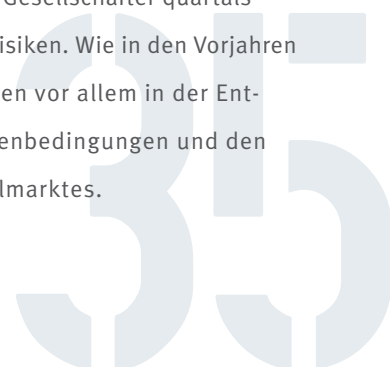 Gesellschafter quartals
isiken. Wie in den Vorjahren
en vor allem in der Ent-
enbedingungen und den
lmarktes.
35